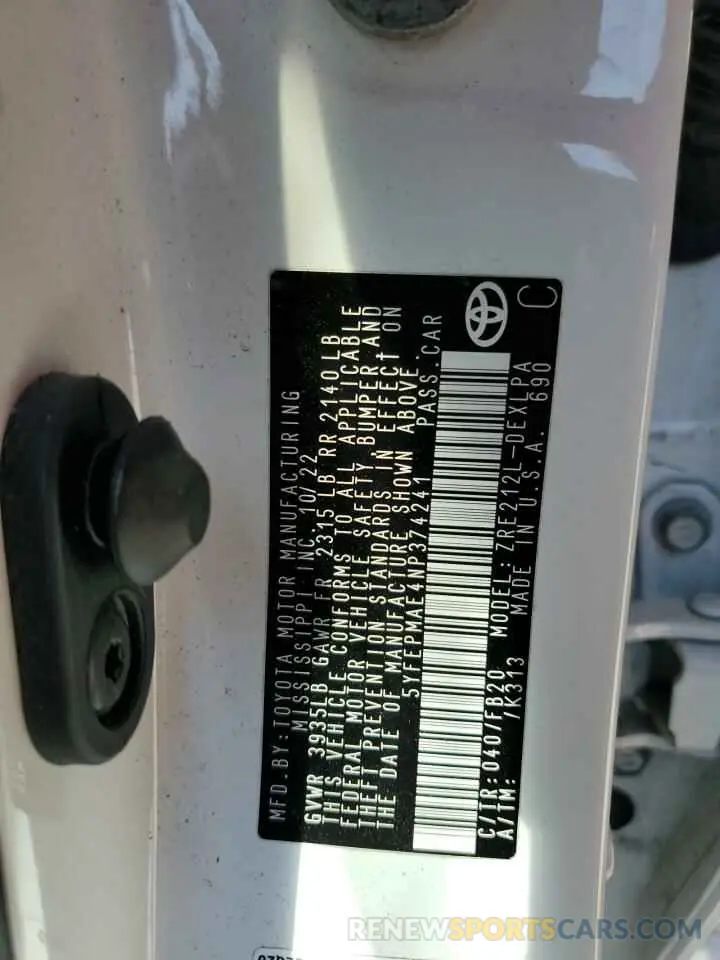 MFD.BY:TOYOTA MOTOR MANUFACTURING
MISSISSIPPI INC. 10/22
GVWR 3935LB GAWR FR 2315 LB RR 2140 LB
THIS VEHICLE CONFORMS TO ALL APPLICABLE
FEDERAL MOTOR VEHICLE SAFETY, BUMPER AND
THEFT PREVENTION STANDARDS IN EFFECT ON
THE DATE OF MANUFACTURE SHOWN ABOVE.
5YFEPMAE4NP374241 PASS.CAR
C/TR:040/FB20 MODEL:ZRE212L-DEXLPA
A/TM: /K313 MADE IN U.S.A. 690
C
RENEWSPORTSCARS.COM